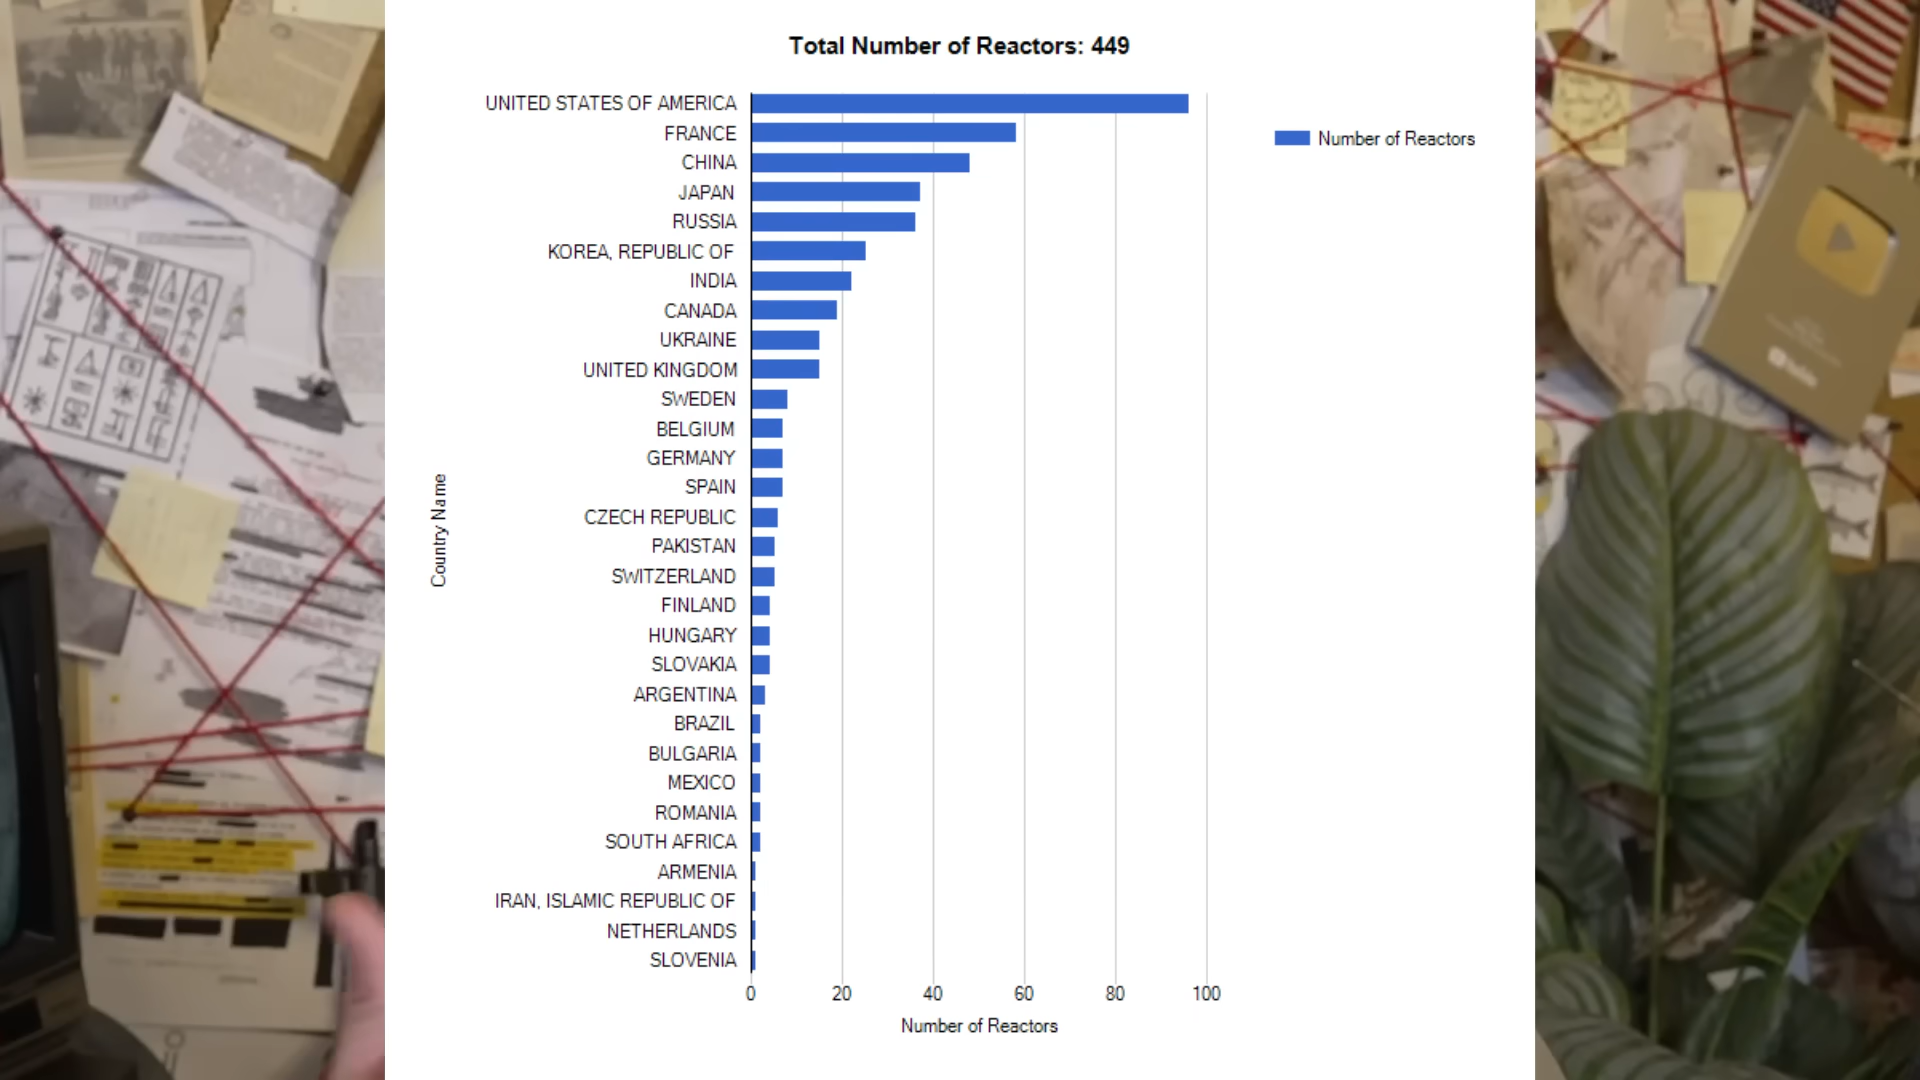 Total Number of Reactors: 449
UNITED STATES OF AMERICA
FRANCE
CHINA
JAPAN
RUSSIA
KOREA, REPUBLIC OF
INDIA
CANADA
UKRAINE
UNITED KINGDOM
SWEDEN
BELGIUM
GERMANY
SPAIN
CZECH REPUBLIC
PAKISTAN
SWITZERLAND
FINLAND
HUNGARY
SLOVAKIA
ARGENTINA
BRAZIL
BULGARIA
MEXICO
ROMANIA
SOUTH AFRICA
ARMENIA
IRAN, ISLAMIC REPUBLIC OF
NETHERLANDS
SLOVENIA
Country Name
0 20 40 60 80 100
Number of Reactors
Number of Reactors